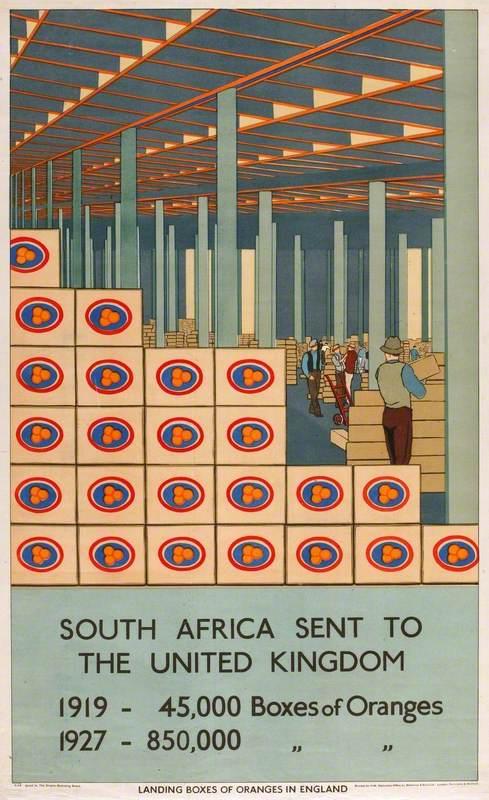 SOUTH AFRICA SENT TO
THE UNITED KINGDOM
1919 – 45,000 Boxes of Oranges
1927 – 850,000 „ „
LANDING BOXES OF ORANGES IN ENGLAND